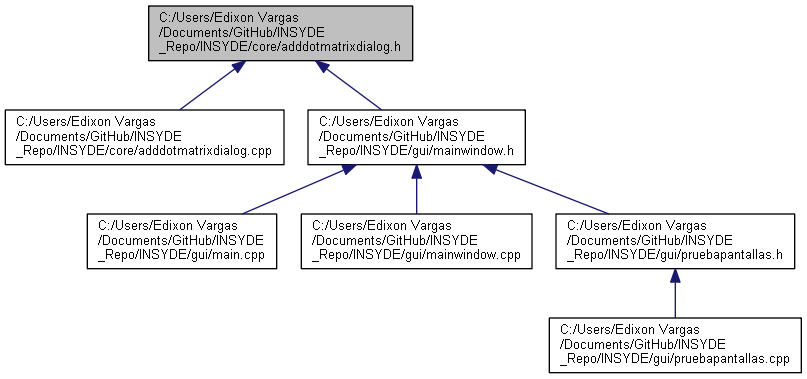 C:/Users/Edixon Vargas
/Documents/GitHub/INSYDE
_Repo/INSYDE/core/adddotmatrixdialog.h
C:/Users/Edixon Vargas
/Documents/GitHub/INSYDE
_Repo/INSYDE/core/adddotmatrixdialog.cpp
C:/Users/Edixon Vargas
/Documents/GitHub/INSYDE
_Repo/INSYDE/gui/mainwindow.h
C:/Users/Edixon Vargas
/Documents/GitHub/INSYDE
_Repo/INSYDE/gui/main.cpp
C:/Users/Edixon Vargas
/Documents/GitHub/INSYDE
_Repo/INSYDE/gui/mainwindow.cpp
C:/Users/Edixon Vargas
/Documents/GitHub/INSYDE
_Repo/INSYDE/gui/pruebapantallas.h
C:/Users/Edixon Vargas
/Documents/GitHub/INSYDE
_Repo/INSYDE/gui/pruebapantallas.cpp